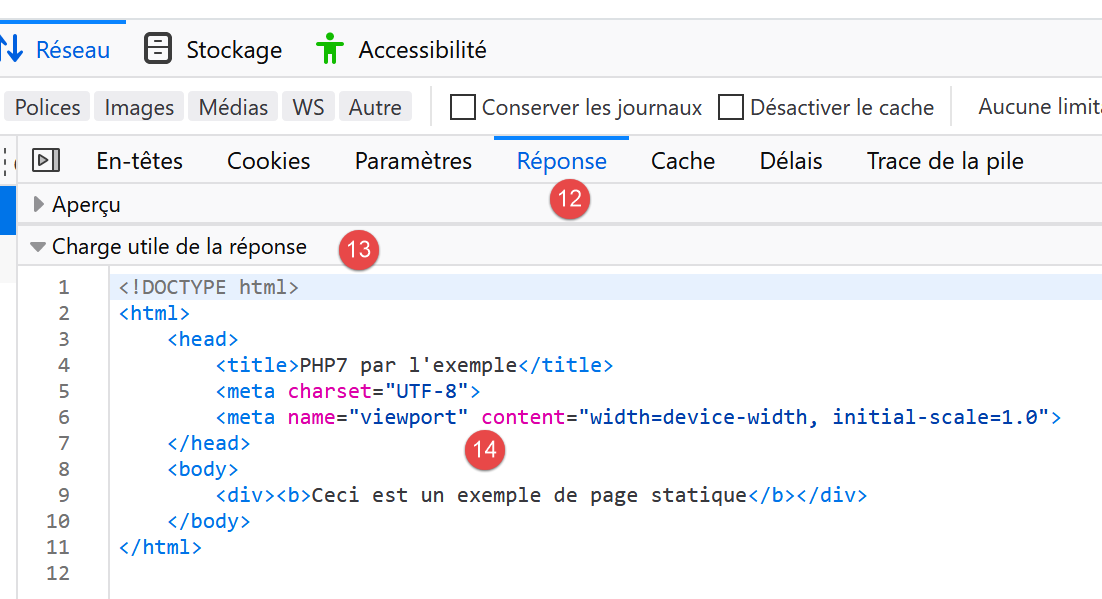 Réseau Stockage Accessibilité
Polices Images Médias WS Autre Conserver les journaux Désactiver le cache Aucune limita
En-têtes Cookies Paramètres Réponse Cache Délais Trace de la pile
12
Aperçu
Charge utile de la réponse 13
1 <!DOCTYPE html>
2 <html>
3 <head>
4 <title>PHP7 par l'exemple</title>
5 <meta charset="UTF-8">
6 <meta name="viewport" content="width=device-width, initial-scale=1.0">
7 </head> 14
8 <body>
9 <div><b>Ceci est un exemple de page statique</b></div>
10 </body>
11 </html>
12